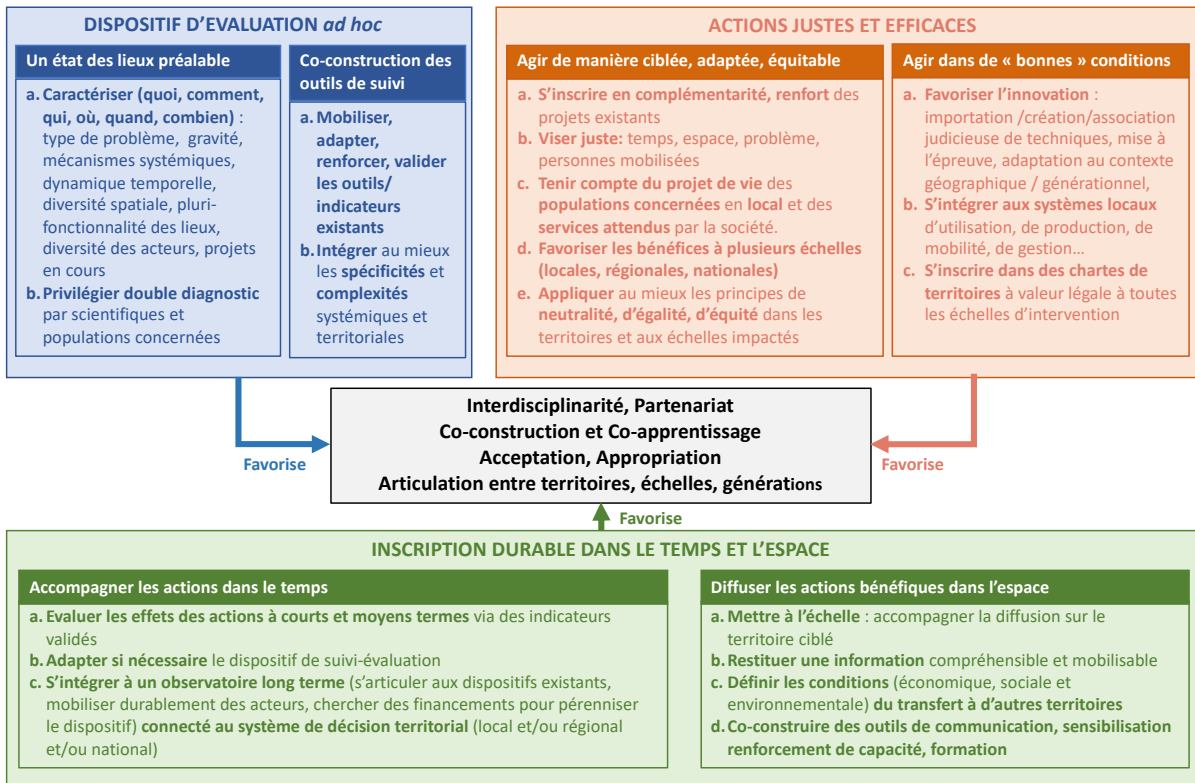 DISPOSITIF D’EVALUATION ad hoc
Un état des lieux préalable
a. Caractériser (quoi, comment,
qui, où, quand, combien) :
type de problème, gravité,
mécanismes systémiques,
dynamique temporelle,
diversité spatiale, pluri-
fonctionnalité des lieux,
diversité des acteurs, projets
en cours
b. Privilégier double diagnostic
par scientifiques et
populations concernées
Co-construction des
outils de suivi
a. Mobiliser,
adapter,
renforcer, valider
les outils/
indicateurs
existants
b. Intégrer au mieux
les spécificités et
complexités
systémiques et
territoriales
ACTIONS JUSTES ET EFFICACES
Agir de manière ciblée, adaptée, équitable
a. S’inscrire en complémentarité, renfort des
projets existants
b. Viser juste: temps, espace, problème,
personnes mobilisées
c. Tenir compte du projet de vie des
populations concernées en local et des
services attendus par la société.
d. Favoriser les bénéfices à plusieurs échelles
(locales, régionales, nationales)
e. Appliquer au mieux les principes de
neutralité, d’égalité, d’équité dans les
territoires et aux échelles impactés
Agir dans de « bonnes » conditions
a. Favoriser l’innovation :
importation /création/association
judicieuse de techniques, mise à
l’épreuve, adaptation au contexte
géographique / générationnel,
b. S’intégrer aux systèmes locaux
d’utilisation, de production, de
mobilité, de gestion…
c. S’inscrire dans des chartes de
territoires à valeur légale à toutes
les échelles d’intervention
Favorise
Interdisciplinarité, Partenariat
Co-construction et Co-apprentissage
Acceptation, Appropriation
Articulation entre territoires, échelles, générations
Favorise
Favorise
INSCRIPTION DURABLE DANS LE TEMPS ET L’ESPACE
Accompagner les actions dans le temps
a. Evaluer les effets des actions à courts et moyens termes via des indicateurs
validés
b. Adapter si nécessaire le dispositif de suivi-évaluation
c. S’intégrer à un observatoire long terme (s’articuler aux dispositifs existants,
mobiliser durablement des acteurs, chercher des financements pour pérenniser
le dispositif) connecté au système de décision territorial (local et/ou régional
et/ou national)
Diffuser les actions bénéfiques dans l’espace
a. Mettre à l’échelle : accompagner la diffusion sur le
territoire ciblé
b. Restituer une information compréhensible et mobilisable
c. Définir les conditions (économique, sociale et
environnementale) du transfert à d’autres territoires
d. Co-construire des outils de communication, sensibilisation
renforcement de capacité, formation